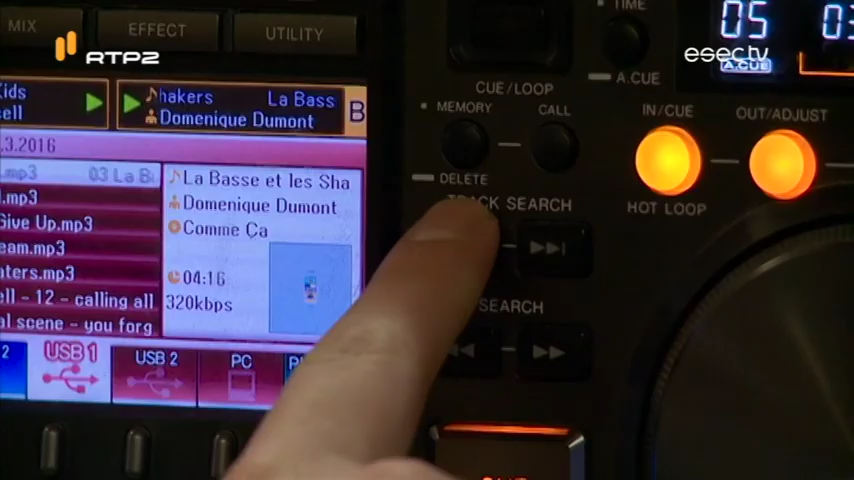 MIX
EFFECT
UTILITY
RTP2
TIME
05
esec tv
A.CUE
A.CUE
CUE/LOOP
MEMORY
CALL
IN/CUE
OUT/ADJUST
DELETE
HOT LOOP
TRACK SEARCH
SEARCH
hakers La Bass
Domenique Dumont
B
.3.2016
.mp3
03 La B
.mp3
Give Up.mp3
eam.mp3
aters.mp3
ell - 12 - calling all
al scene - you forg
La Basse et les Sha
Domenique Dumont
Comme Ça
04:16
320kbps
2
USB 1
USB 2
PC